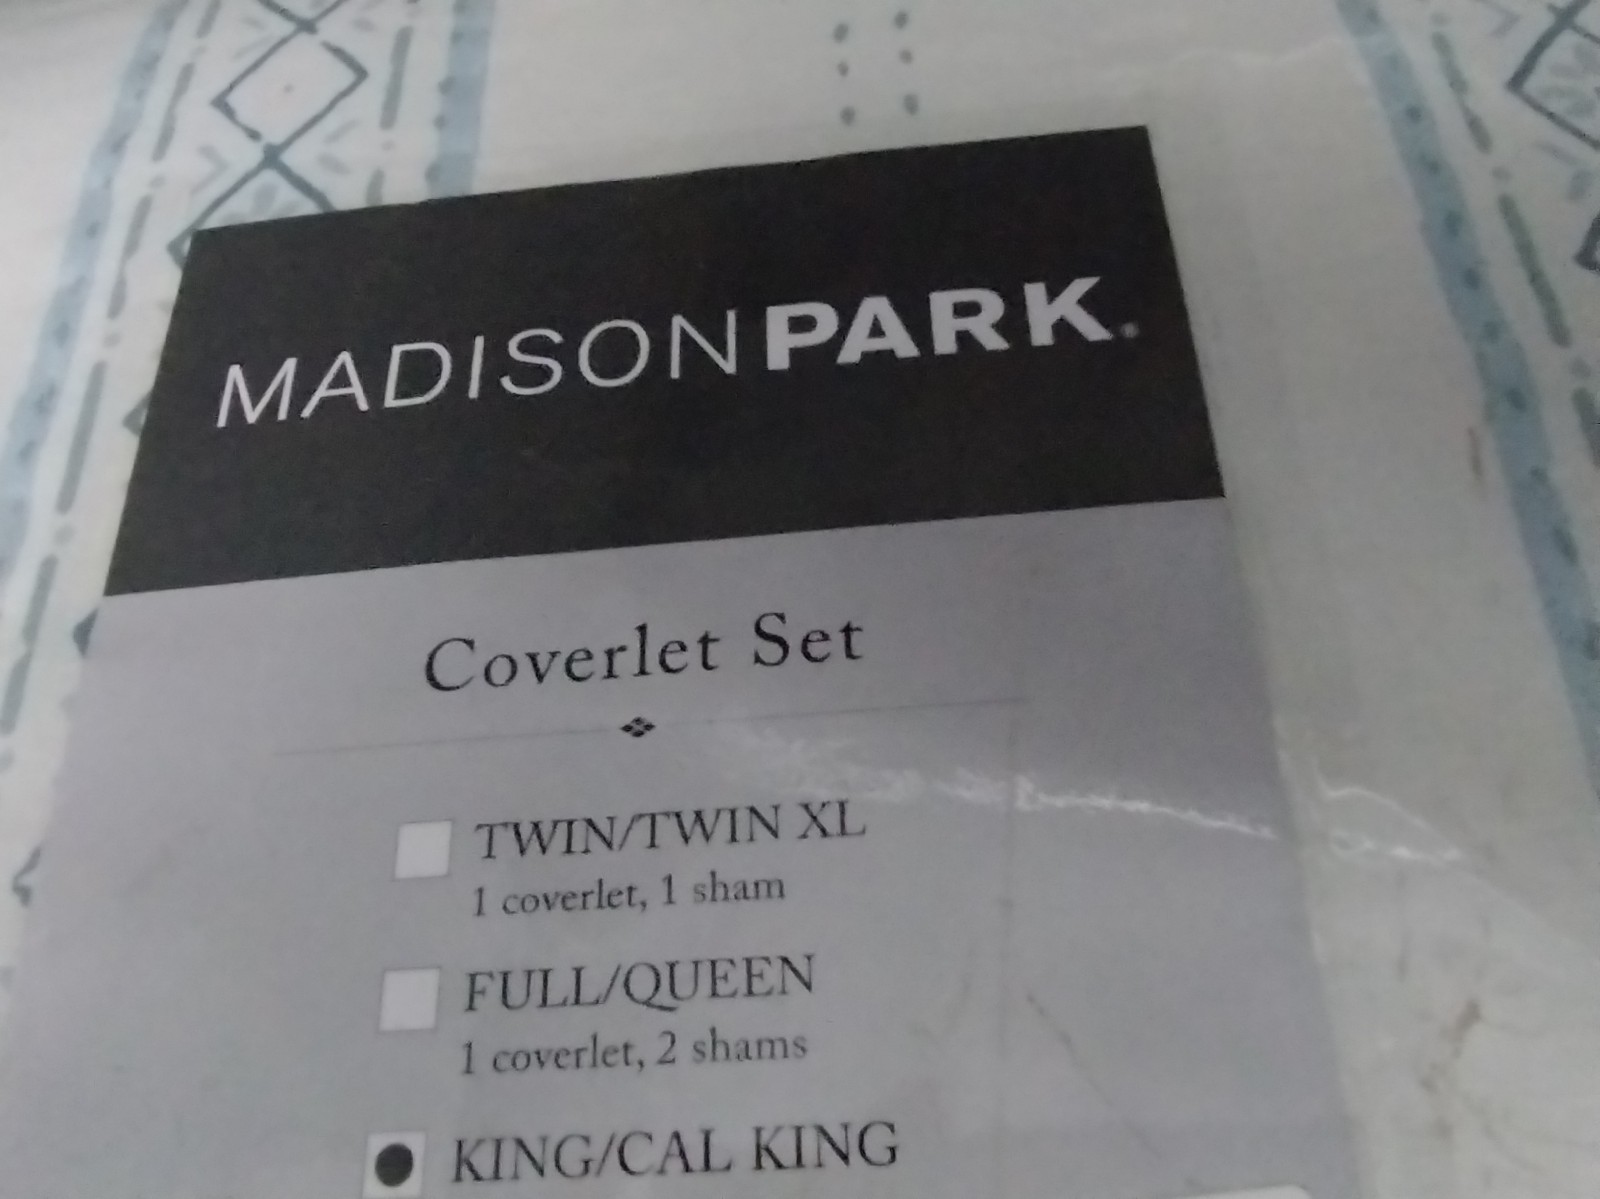 MADISONPARK.
Coverlet Set
TWIN/TWIN XL
1 coverlet, 1 sham
FULL/QUEEN
1 coverlet, 2 shams
KING/CAL KING